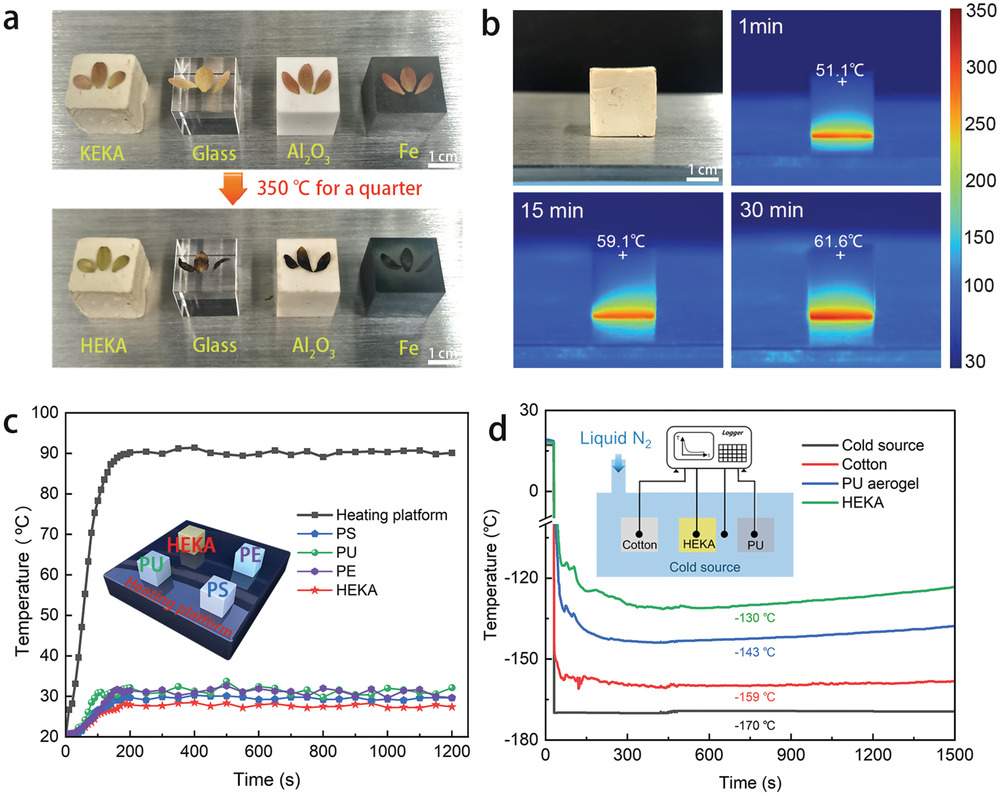 a
KEKA
Glass
Al₂O₃
Fe
1 cm
350 ℃ for a quarter
HEKA
Glass
Al₂O₃
Fe
1 cm
b
1 cm
1min
51.1℃
+
15 min
59.1℃
+
30 min
61.6℃
+
350
300
250
200
150
100
30
c
Temperature (℃)
100
90
80
70
60
50
40
30
20
0
200
400
600
800
1000
1200
Time (s)
Heating platform
PS
PU
PE
HEKA
HEKA
PE
PU
PS
Heating platform
d
Temperature (℃)
30
0
-120
-150
-180
0
300
600
900
1200
1500
Time (s)
Liquid N₂
Logger
Cotton
HEKA
PU
Cold source
Cold source
Cotton
PU aerogel
HEKA
-130 ℃
-143 ℃
-159 ℃
-170 ℃